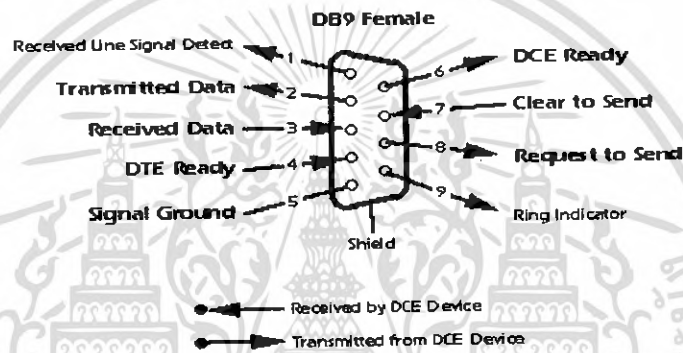 DB9 Female
Received Line Signal Detect 1
Transmitted Data 2
Received Data 3
DTE Ready 4
Signal Ground 5
6 DCE Ready
7 Clear to Send
8 Request to Send
9 Ring Indicator
Shield
Received by DCE Device
Transmitted from DCE Device